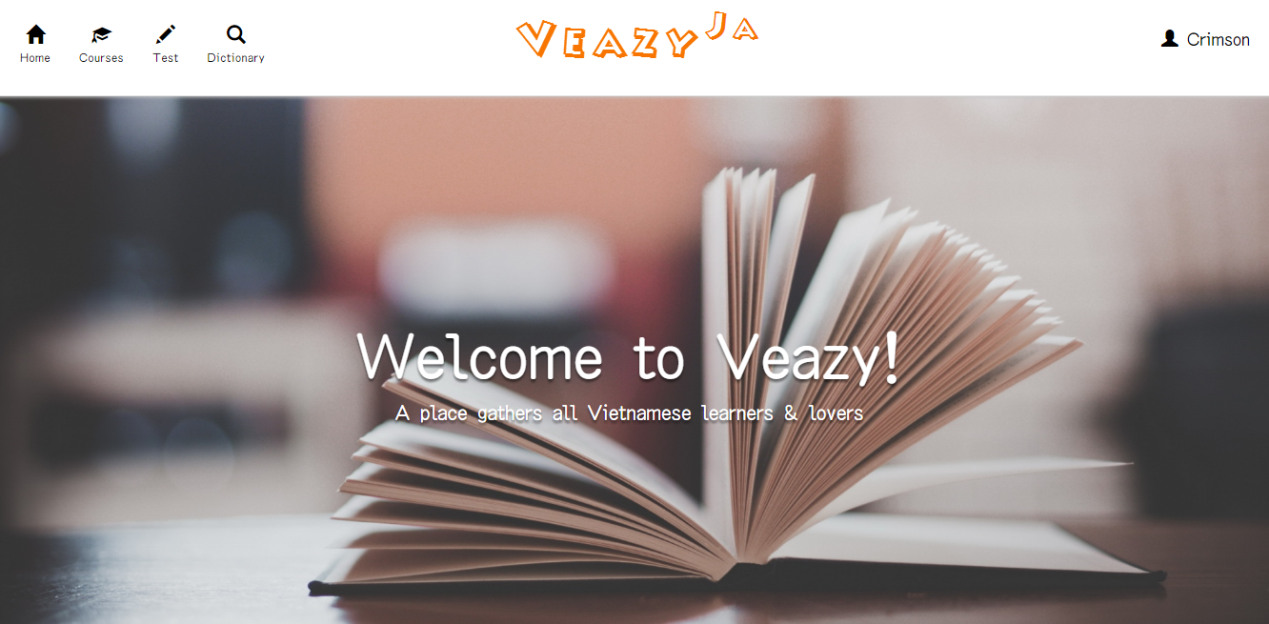 Home
Courses
Test
Dictionary
VEAZY JA
Crimson
Welcome to Veazy!
A place gathers all Vietnamese learners & lovers